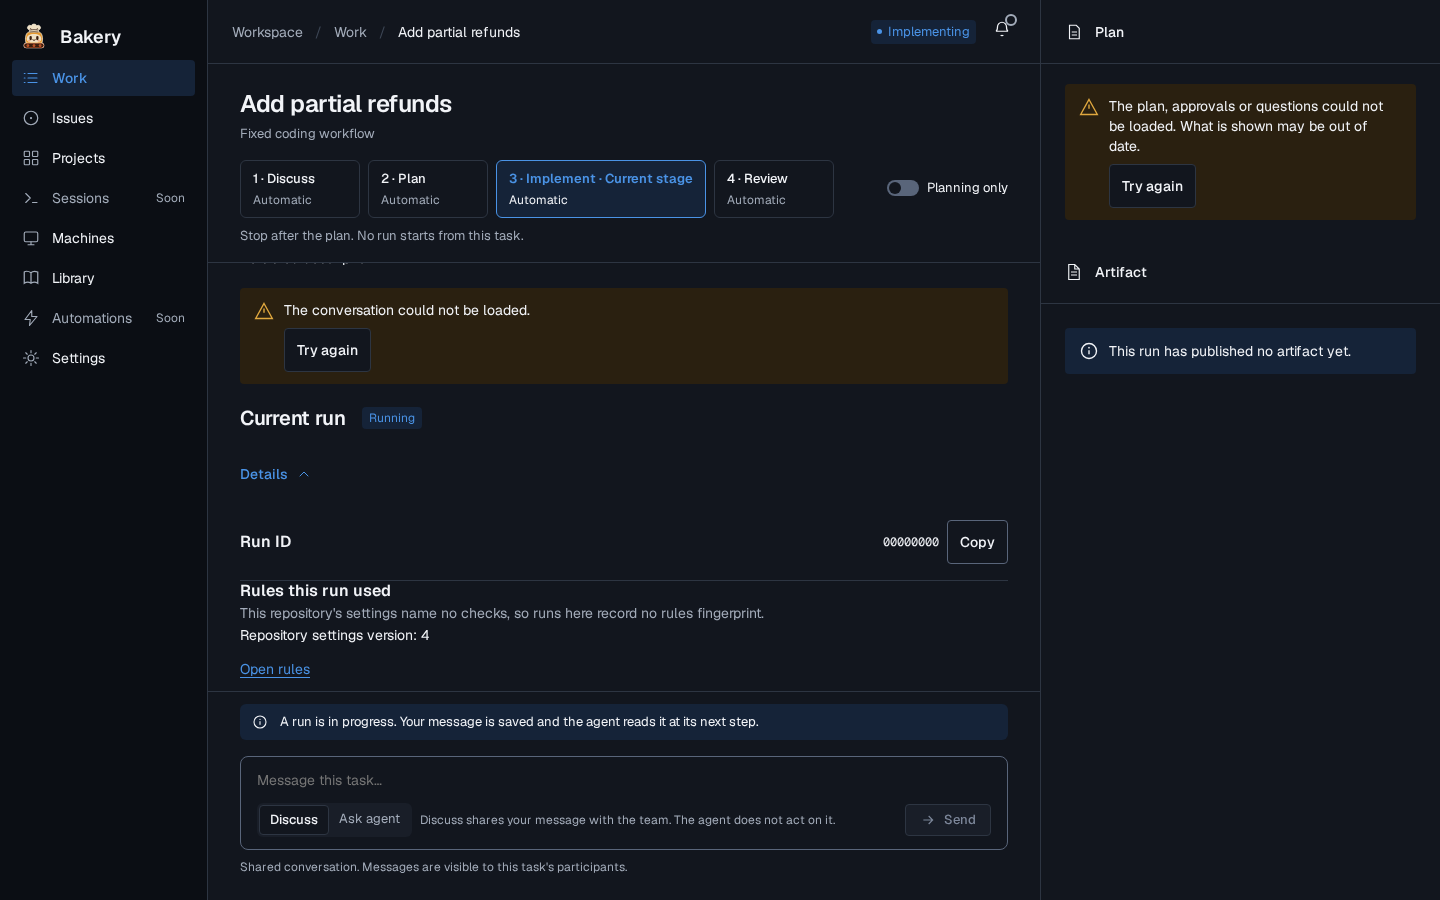 Bakery
Work
Issues
Projects
Sessions Soon
Machines
Library
Automations Soon
Settings
Workspace / Work / Add partial refunds
Implementing
Add partial refunds
Fixed coding workflow
1 · Discuss
Automatic
2 · Plan
Automatic
3 · Implement · Current stage
Automatic
4 · Review
Automatic
Planning only
Stop after the plan. No run starts from this task.
The conversation could not be loaded.
Try again
Current run Running
Details
Run ID 00000000 Copy
Rules this run used
This repository's settings name no checks, so runs here record no rules fingerprint.
Repository settings version: 4
Open rules
A run is in progress. Your message is saved and the agent reads it at its next step.
Message this task...
Discuss Ask agent Discuss shares your message with the team. The agent does not act on it. Send
Shared conversation. Messages are visible to this task's participants.
Plan
The plan, approvals or questions could not
be loaded. What is shown may be out of
date.
Try again
Artifact
This run has published no artifact yet.